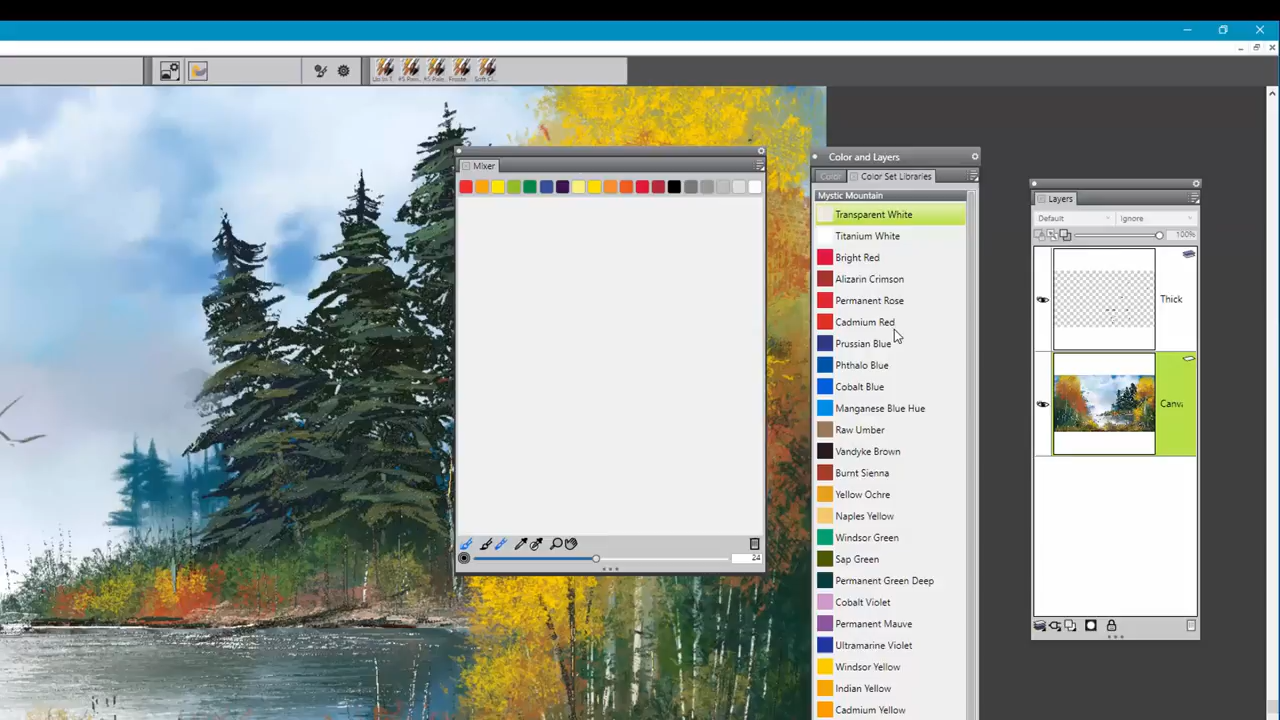 Mixer
24
Color and Layers
Color
Color Set Libraries
Mystic Mountain
Transparent White
Titanium White
Bright Red
Alizarin Crimson
Permanent Rose
Cadmium Red
Prussian Blue
Phthalo Blue
Cobalt Blue
Manganese Blue Hue
Raw Umber
Vandyke Brown
Burnt Sienna
Yellow Ochre
Naples Yellow
Windsor Green
Sap Green
Permanent Green Deep
Cobalt Violet
Permanent Mauve
Ultramarine Violet
Windsor Yellow
Indian Yellow
Cadmium Yellow
Layers
Default
Ignore
100%
Thick
Canv